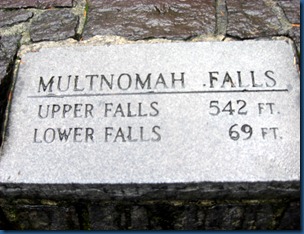 MULTNOMAH FALLS
UPPER FALLS 542 FT.
LOWER FALLS 69 FT.